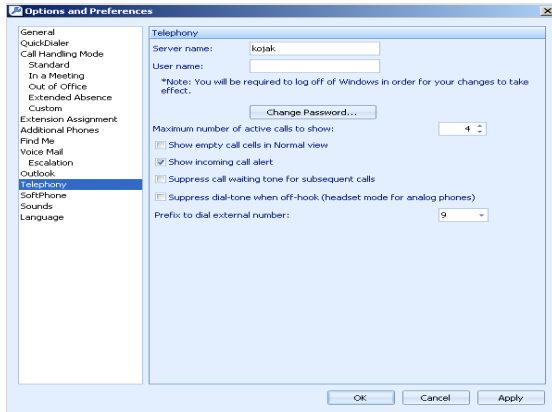 Options and Preferences
General
QuickDialer
Call Handling Mode
Standard
In a Meeting
Out of Office
Extended Absence
Custom
Extension Assignment
Additional Phones
Find Me
Voice Mail
Escalation
Outlook
Telephony
SoftPhone
Sounds
Language
Telephony
Server name: kojak
User name:
*Note: You will be required to log off of Windows in order for your changes to take
effect.
Change Password...
Maximum number of active calls to show: 4
Show empty call cells in Normal view
Show incoming call alert
Suppress call waiting tone for subsequent calls
Suppress dial-tone when off-hook (headset mode for analog phones)
Prefix to dial external number: 9
OK Cancel Apply